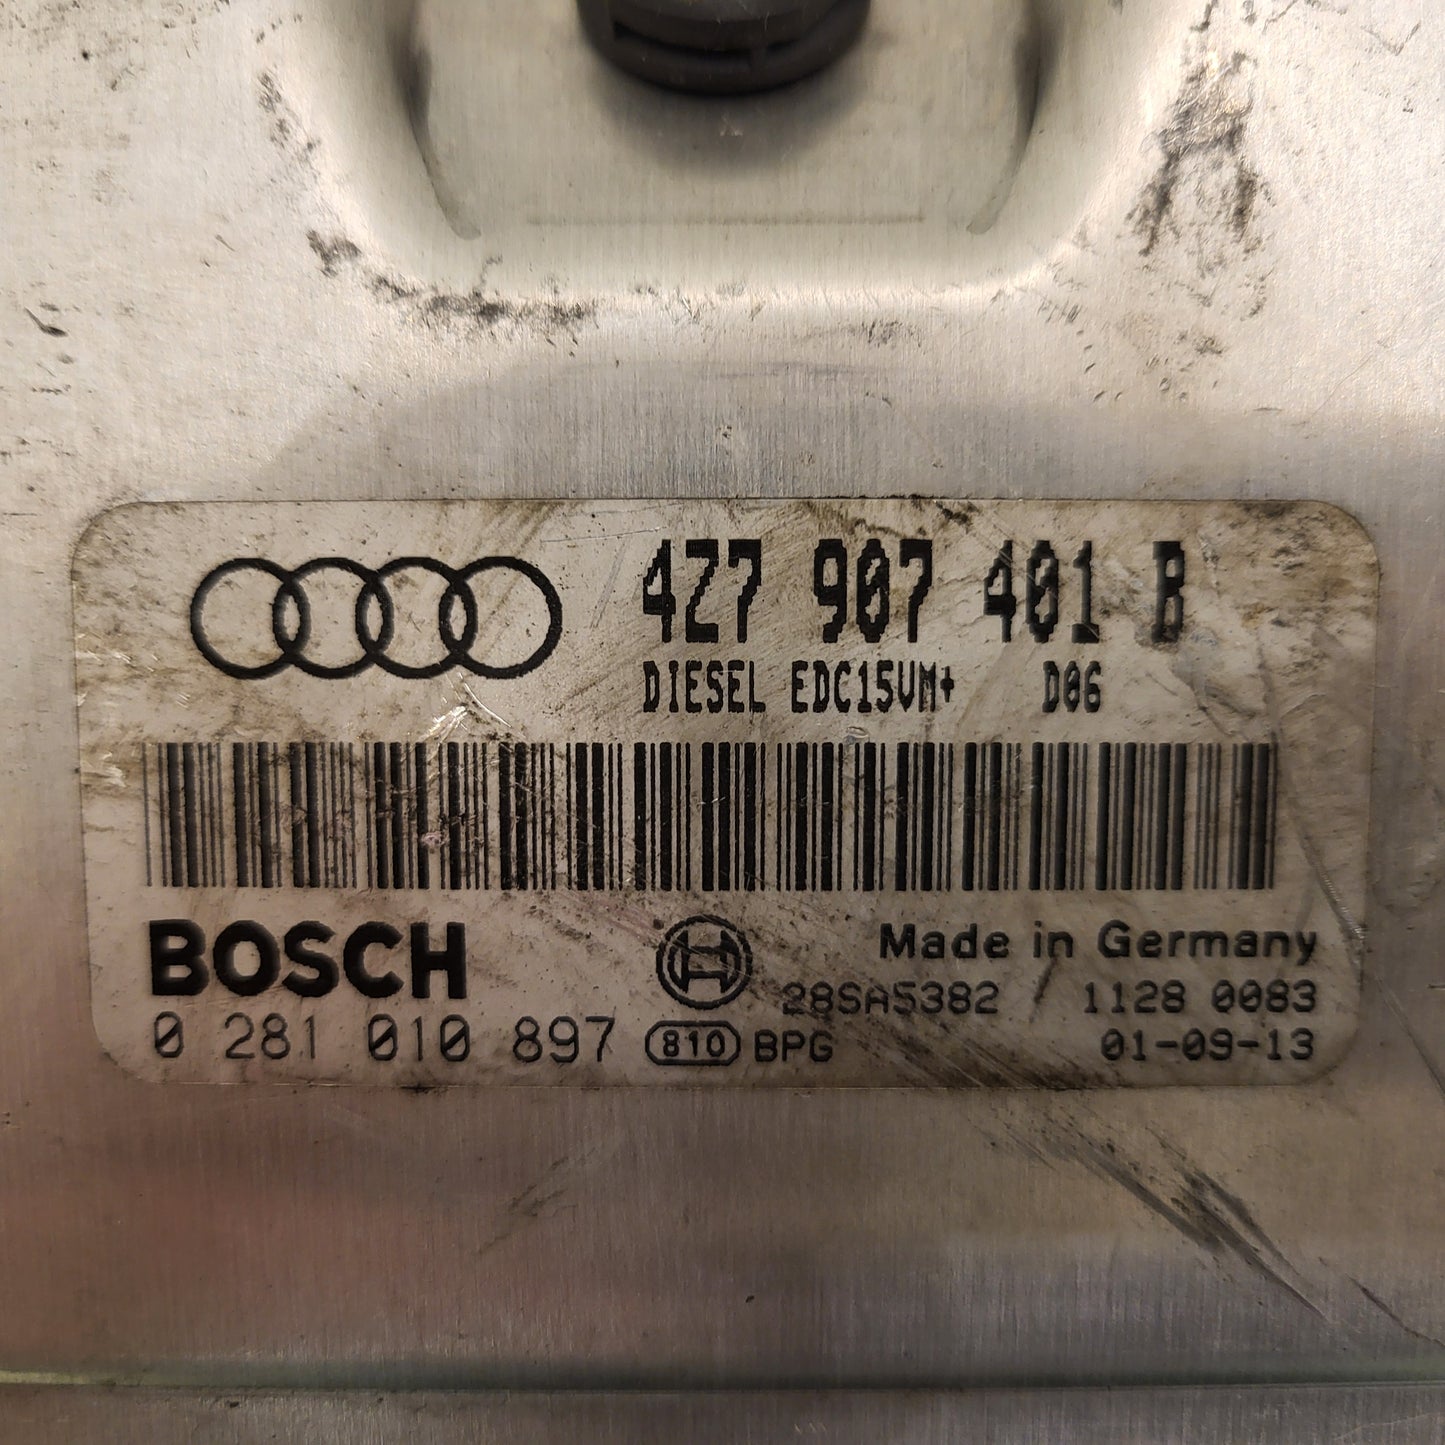 4Z7 907 401 B
DIESEL EDC15VM+ D06
BOSCH
Made in Germany
28SA5382 / 1128 0083
0 281 010 897 810 BPG 01-09-13